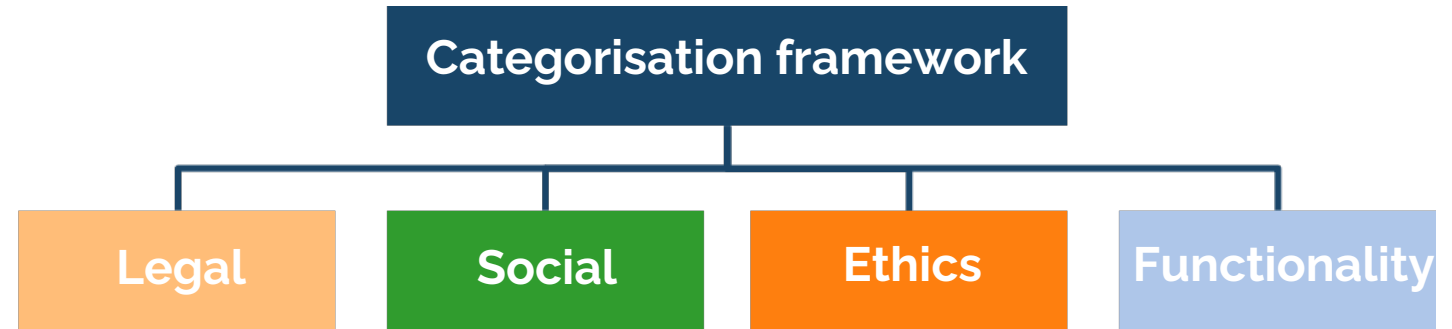 Categorisation framework
Legal
Social
Ethics
Functionality